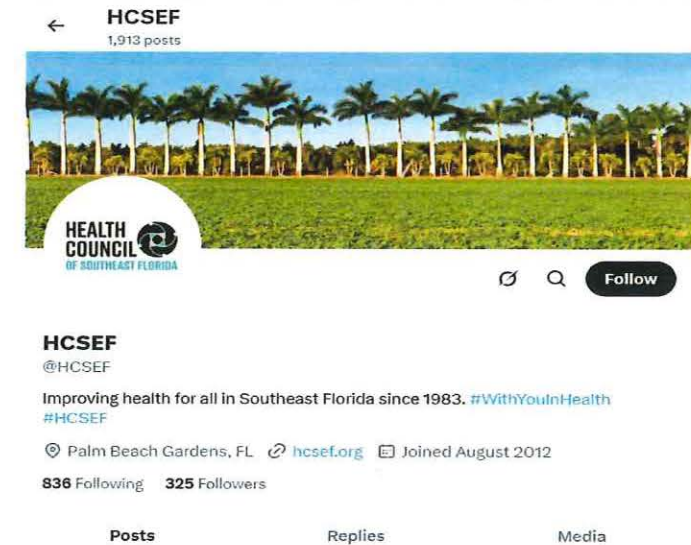 HCSEF
1,913 posts
HEALTH
COUNCIL
OF SOUTHEAST FLORIDA
Follow
HCSEF
@HCSEF
Improving health for all in Southeast Florida since 1983. #WithYouInHealth
#HCSEF
Palm Beach Gardens, FL hcsef.org Joined August 2012
836 Following 325 Followers
Posts Replies Media